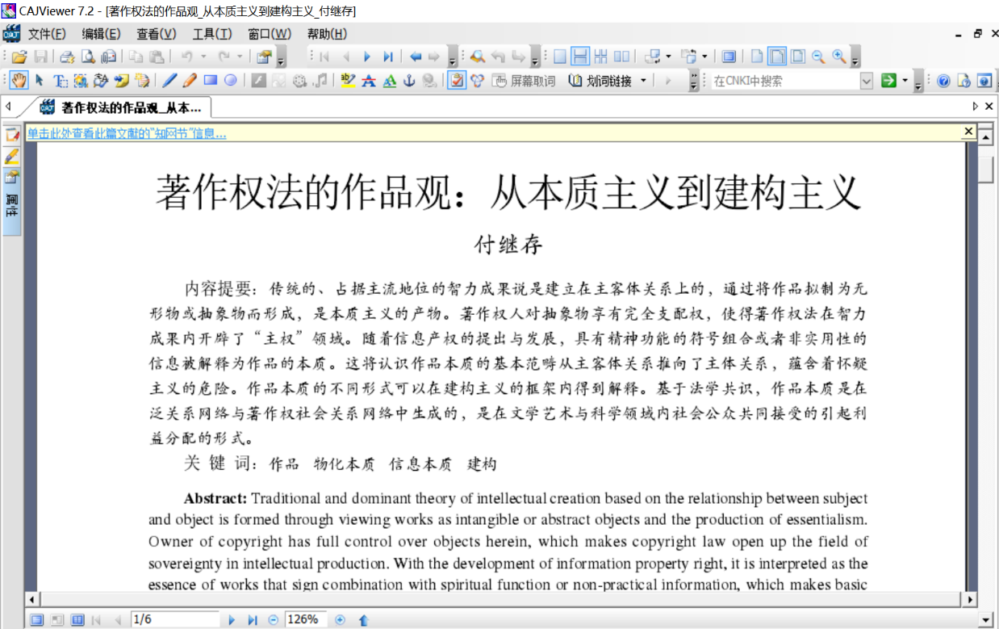 CAJViewer 7.2 - [著作权法的作品观_从本质主义到建构主义_付继存]
文件(F) 编辑(E) 查看(V) 工具(T) 窗口(W) 帮助(H)
屏幕取词 划词链接 在CNKI中搜索
著作权法的作品观_从本...
单击此处查看此篇文献的"知网节"信息...
属性
著作权法的作品观：从本质主义到建构主义
付继存
内容提要：传统的、占据主流地位的智力成果说是建立在主客体关系上的，通过将作品拟制为无
形物或抽象物而形成，是本质主义的产物。著作权人对抽象物享有完全支配权，使得著作权法在智力
成果内开辟了“主权”领域。随着信息产权的提出与发展，具有精神功能的符号组合或者非实用性的
信息被解释为作品的本质。这将认识作品本质的基本范畴从主客体关系推向了主体关系，蕴含着怀疑
主义的危险。作品本质的不同形式可以在建构主义的框架内得到解释。基于法学共识，作品本质是在
泛关系网络与著作权社会关系网络中生成的，是在文学艺术与科学领域内社会公众共同接受的引起利
益分配的形式。
关 键 词：作品 物化本质 信息本质 建构
Abstract: Traditional and dominant theory of intellectual creation based on the relationship between subject
and object is formed through viewing works as intangible or abstract objects and the production of essentialism.
Owner of copyright has full control over objects herein, which makes copyright law open up the field of
sovereignty in intellectual production. With the development of information property right, it is interpreted as the
essence of works that sign combination with spiritual function or non-practical information, which makes basic
1/6 126%